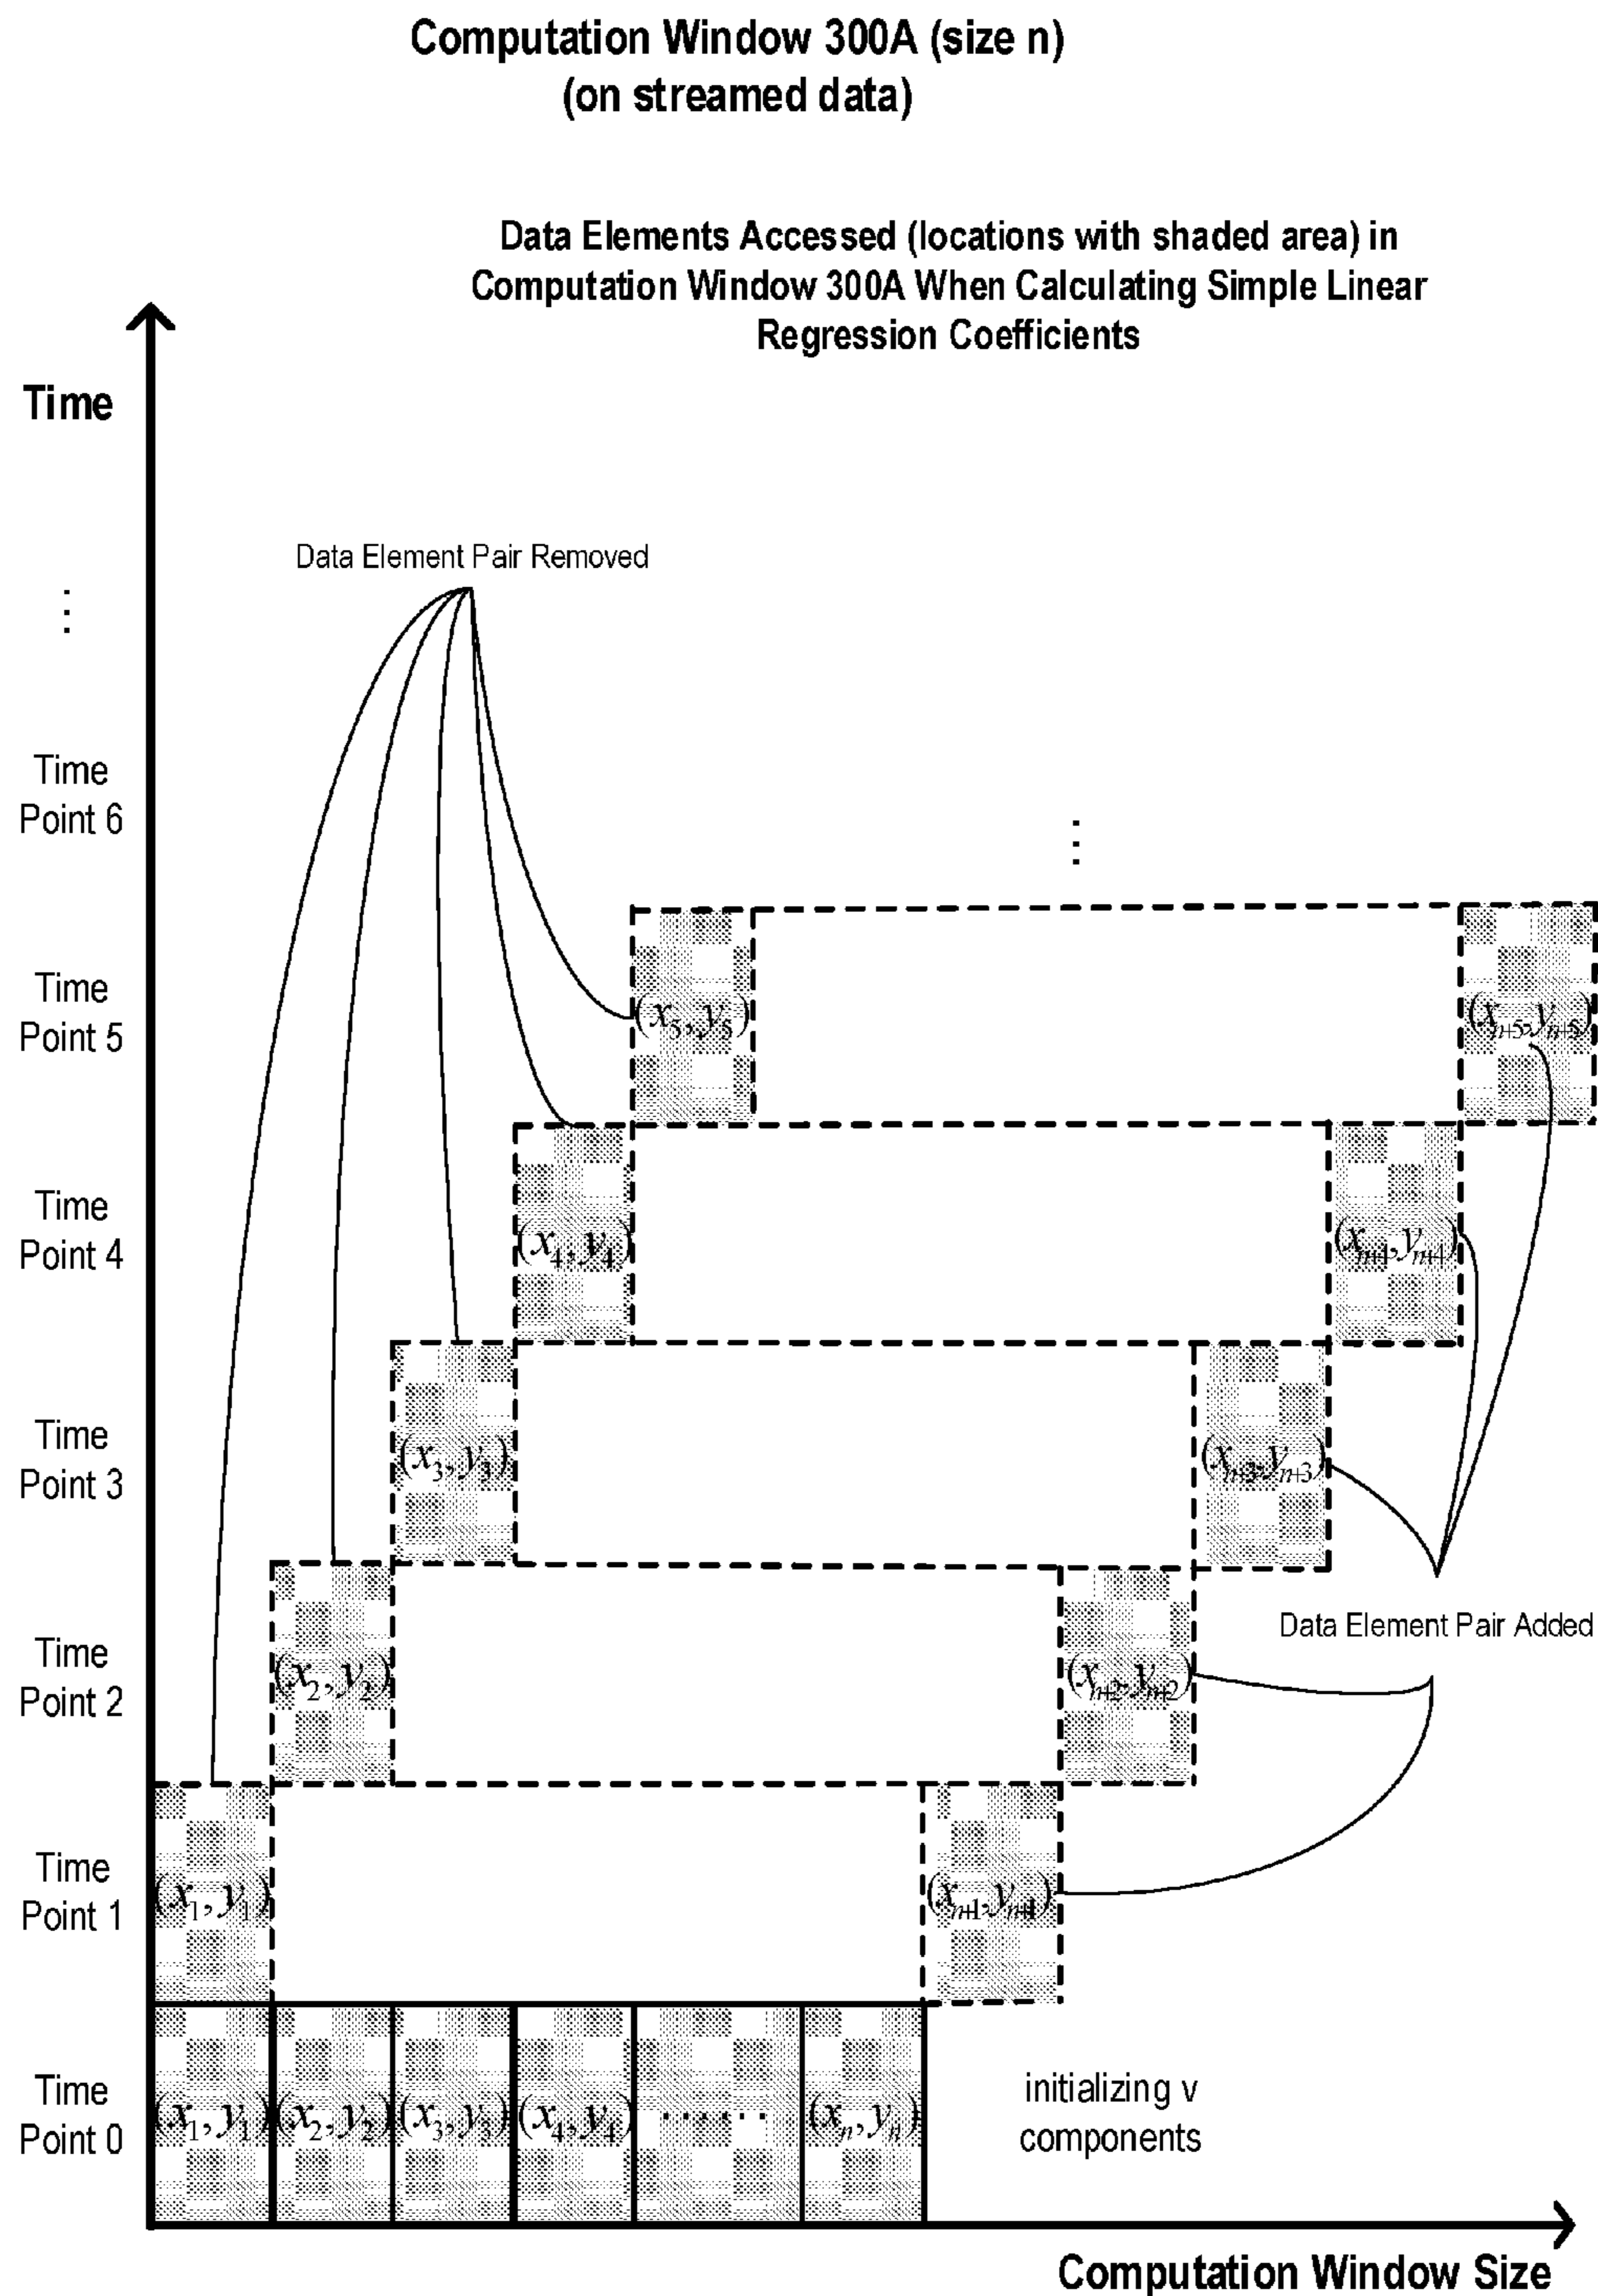 Computation Window 300A (size n)
(on streamed data)
Data Elements Accessed (locations with shaded area) in
Computation Window 300A When Calculating Simple Linear
Regression Coefficients
Time
Data Element Pair Removed
⋮
Time
Point 6
⋮
Time
Point 5
(x₅, y₅)
(xₙ₊₅, yₙ₊₅)
Time
Point 4
(x₄, y₄)
(xₙ₊₄, yₙ₊₄)
Time
Point 3
(x₃, y₃)
(xₙ₊₃, yₙ₊₃)
Data Element Pair Added
Time
Point 2
(x₂, y₂)
(xₙ₊₂, yₙ₊₂)
Time
Point 1
(x₁, y₁)
(xₙ₊₁, yₙ₊₁)
Time
Point 0
(x₁, y₁) (x₂, y₂) (x₃, y₃) (x₄, y₄) ······ (xₙ, yₙ)
initializing v
components
Computation Window Size